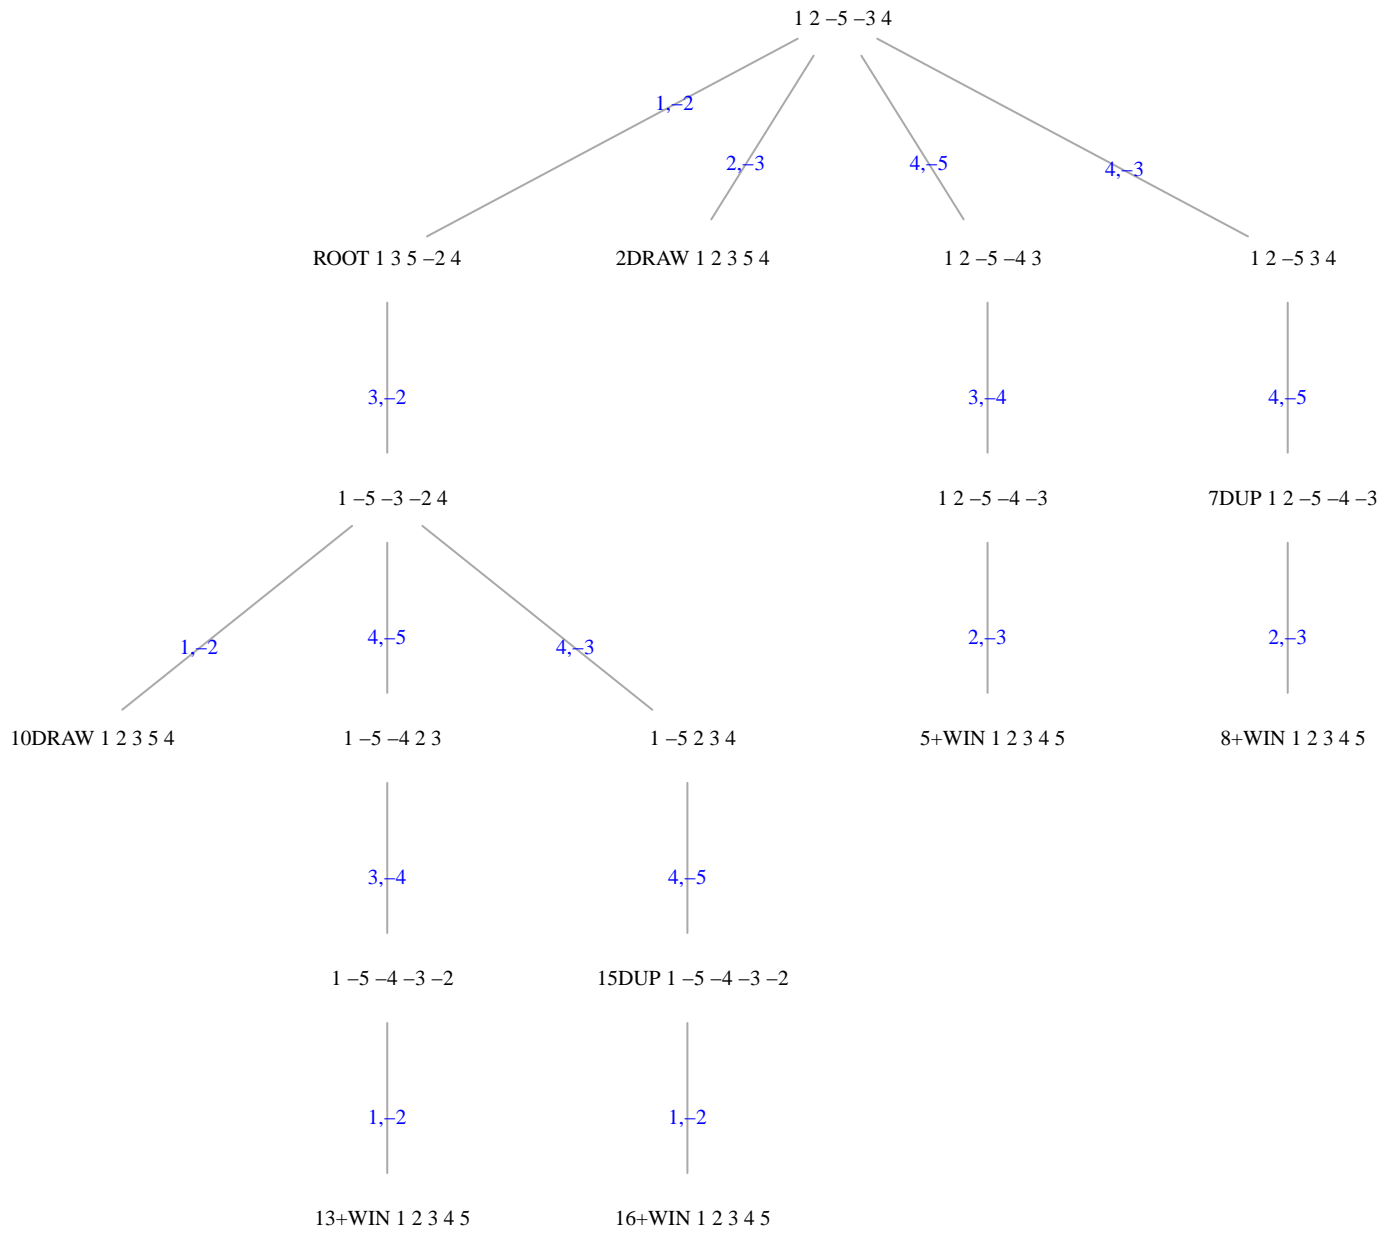 1 2 –5 –3 4
1,–2
2,–3
4,–5
4,–3
ROOT 1 3 5 –2 4
2DRAW 1 2 3 5 4
1 2 –5 –4 3
1 2 –5 3 4
3,–2
3,–4
4,–5
1 –5 –3 –2 4
1 2 –5 –4 –3
7DUP 1 2 –5 –4 –3
1,–2
4,–5
4,–3
2,–3
2,–3
10DRAW 1 2 3 5 4
1 –5 –4 2 3
1 –5 2 3 4
5+WIN 1 2 3 4 5
8+WIN 1 2 3 4 5
3,–4
4,–5
1 –5 –4 –3 –2
15DUP 1 –5 –4 –3 –2
1,–2
1,–2
13+WIN 1 2 3 4 5
16+WIN 1 2 3 4 5